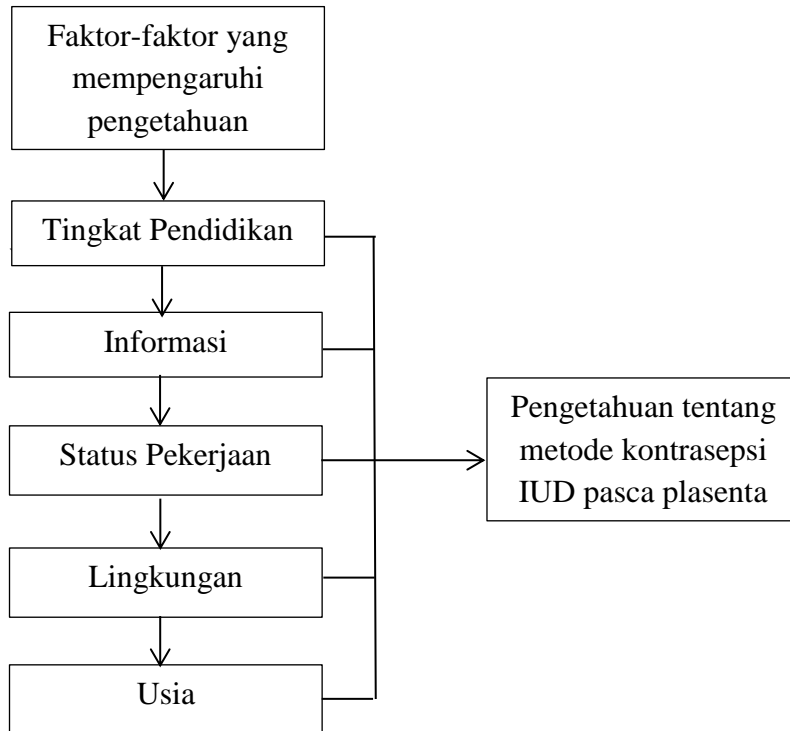 Faktor-faktor yang
mempengaruhi
pengetahuan
Tingkat Pendidikan
Informasi
Status Pekerjaan
Lingkungan
Usia
Pengetahuan tentang
metode kontrasepsi
IUD pasca plasenta